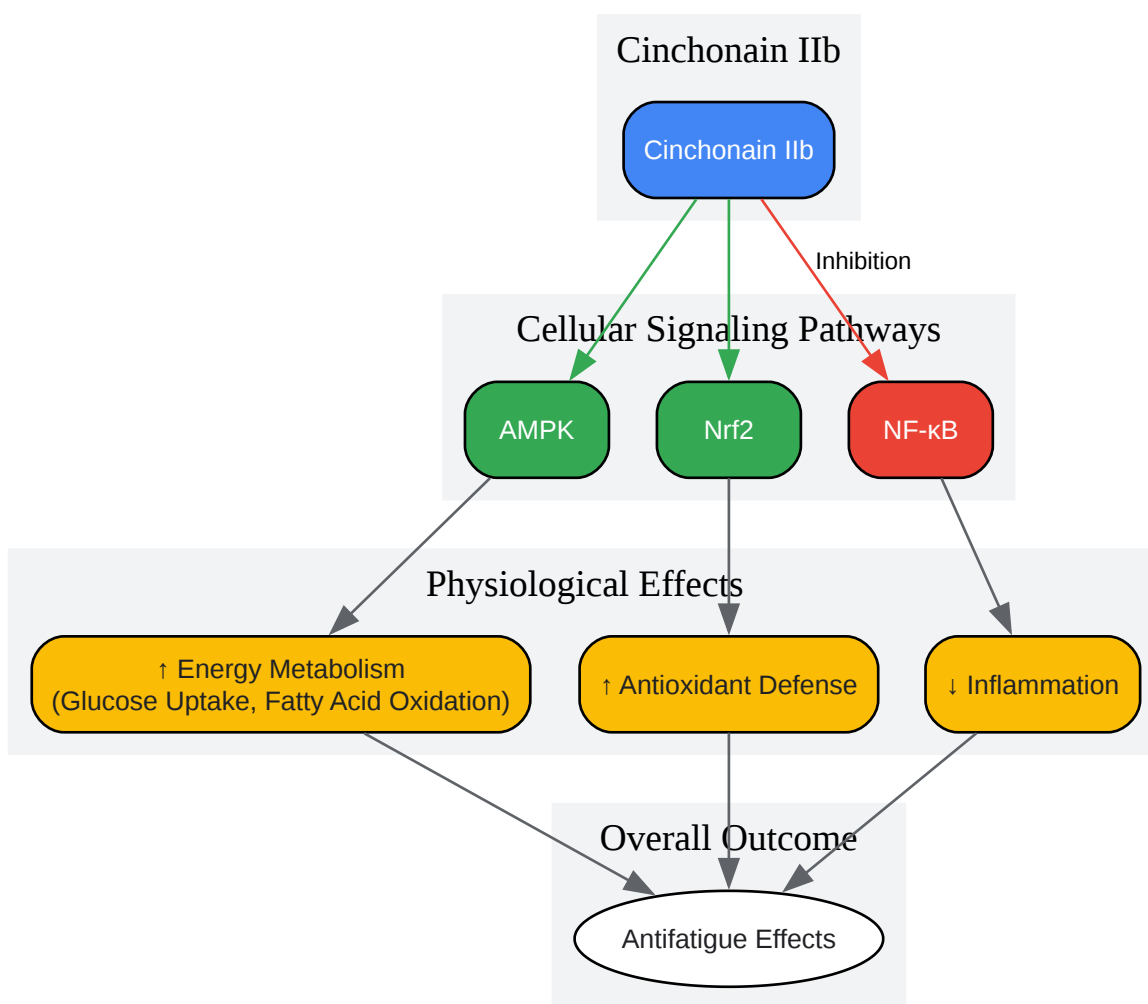 Cinchonain IIb
Cinchonain IIb
Inhibition
Cellular Signaling Pathways
AMPK
Nrf2
NF-κB
Physiological Effects
↑ Energy Metabolism
(Glucose Uptake, Fatty Acid Oxidation)
↑ Antioxidant Defense
↓ Inflammation
Overall Outcome
Antifatigue Effects